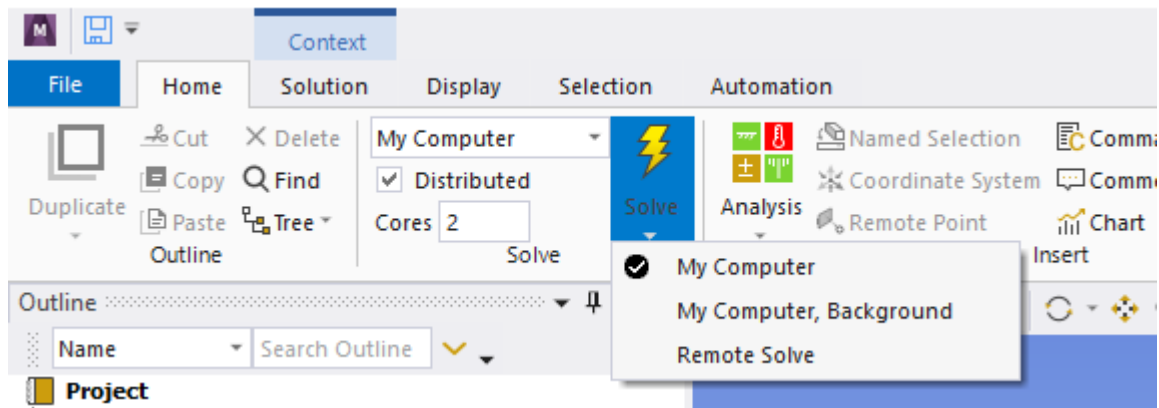 M
Context
File Home Solution Display Selection Automation
Cut Delete My Computer Named Selection Comma
Copy Find Distributed Coordinate System Comme
Duplicate Paste Tree Cores 2 Solve Analysis Remote Point Chart
Outline Solve Insert
My Computer
Outline
My Computer, Background
Name Search Outline Remote Solve
Project